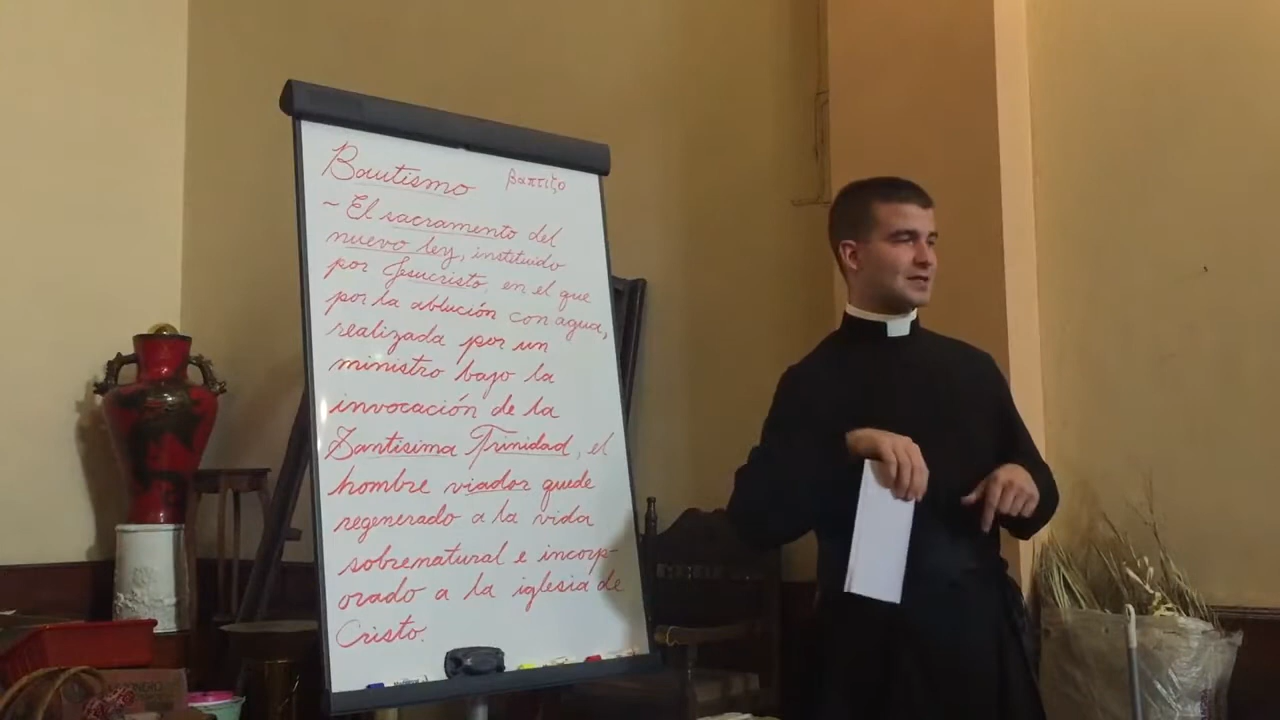 Bautismo βαπτιζο
~ El sacramento del
nuevo ley, instituido
por Jesucristo, en el que
por la ablución con agua,
realizada por un
ministro bajo la
invocación de la
Santísima Trinidad, el
hombre viador quede
regenerado a la vida
sobrenatural e incorp-
orado a la iglesia de
Cristo.